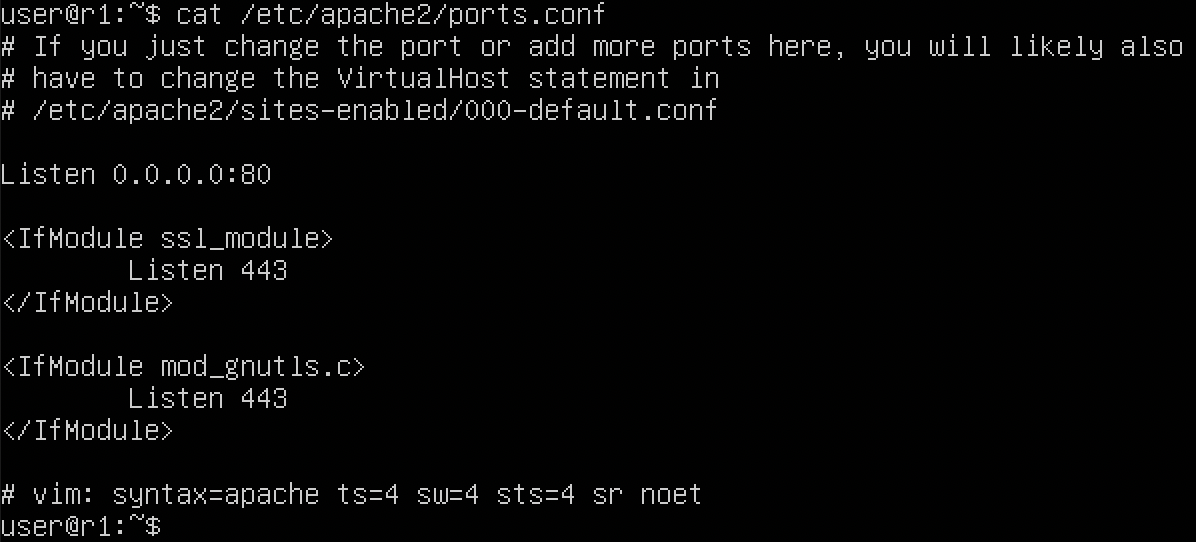 user@r1:~$ cat /etc/apache2/ports.conf
# If you just change the port or add more ports here, you will likely also
# have to change the VirtualHost statement in
# /etc/apache2/sites-enabled/000-default.conf

Listen 0.0.0.0:80

<IfModule ssl_module>
        Listen 443
</IfModule>

<IfModule mod_gnutls.c>
        Listen 443
</IfModule>

# vim: syntax=apache ts=4 sw=4 sts=4 sr noet
user@r1:~$